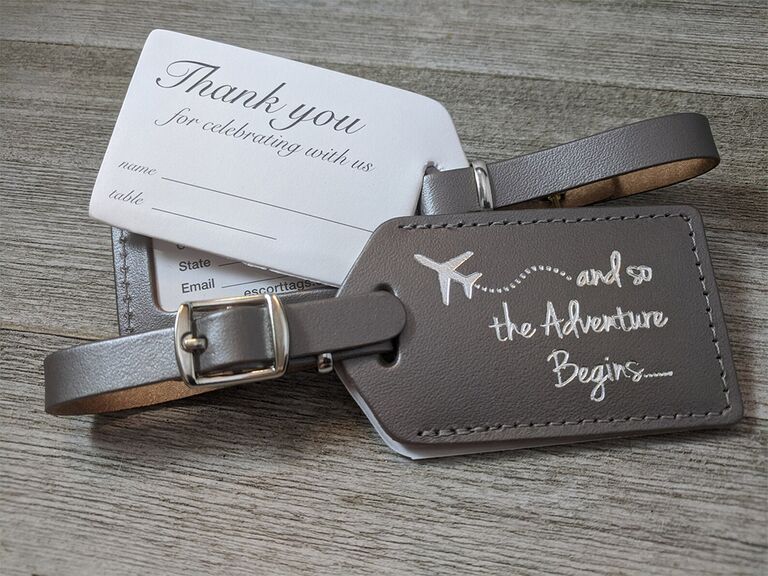 Thank you
for celebrating with us
name
table
State
Email
escorttags.
and so
the Adventure
Begins......